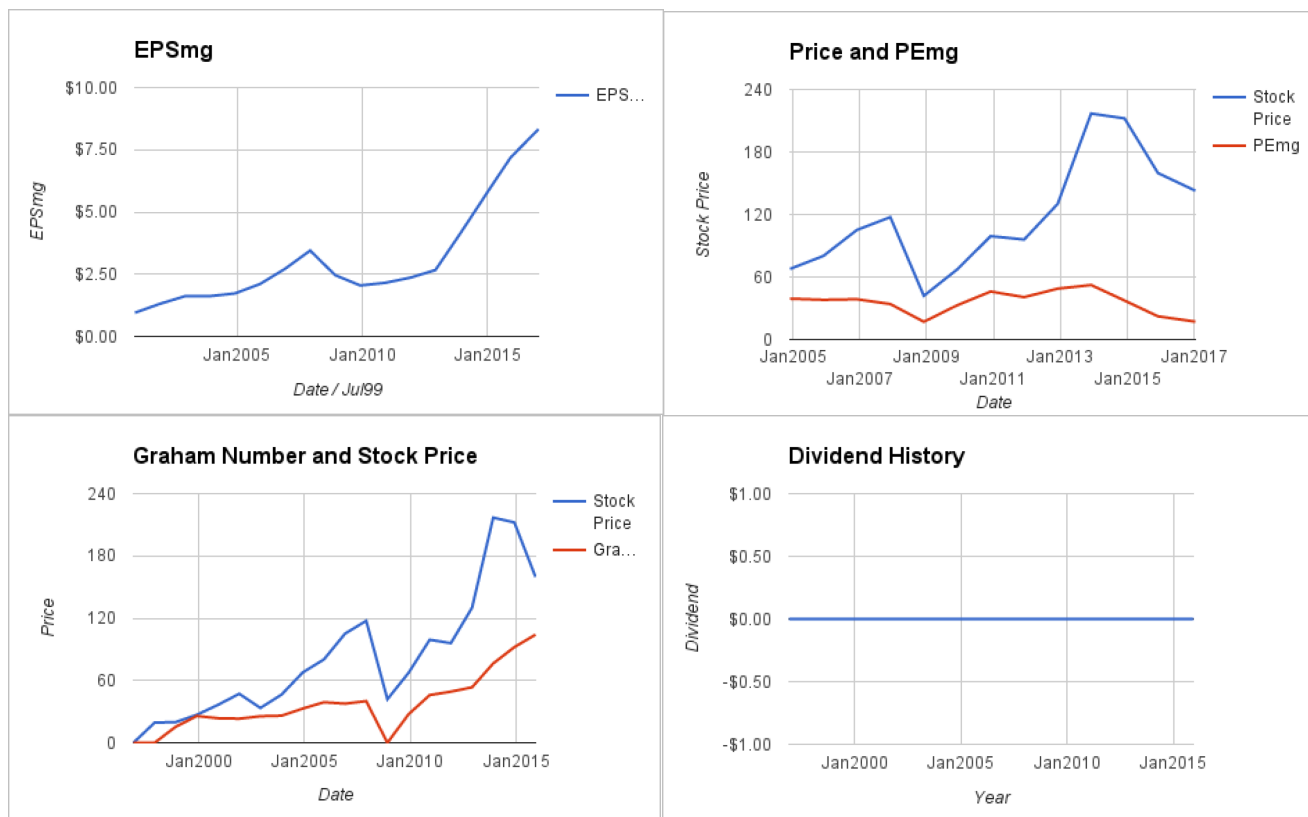 EPSmg
$10.00
$7.50
$5.00
$2.50
$0.00
EPSmg
Jan2005 Jan2010 Jan2015
Date / Jul99
EPS…
Price and PEmg
240
180
120
60
0
Stock Price
Jan2005 Jan2009 Jan2013 Jan2017
Jan2007 Jan2011 Jan2015
Date
Stock
Price
PEmg
Graham Number and Stock Price
240
180
120
60
0
Price
Jan2000 Jan2005 Jan2010 Jan2015
Date
Stock
Price
Gra…
Dividend History
$1.00
$0.50
$0.00
-$0.50
-$1.00
Dividend
Jan2000 Jan2005 Jan2010 Jan2015
Year